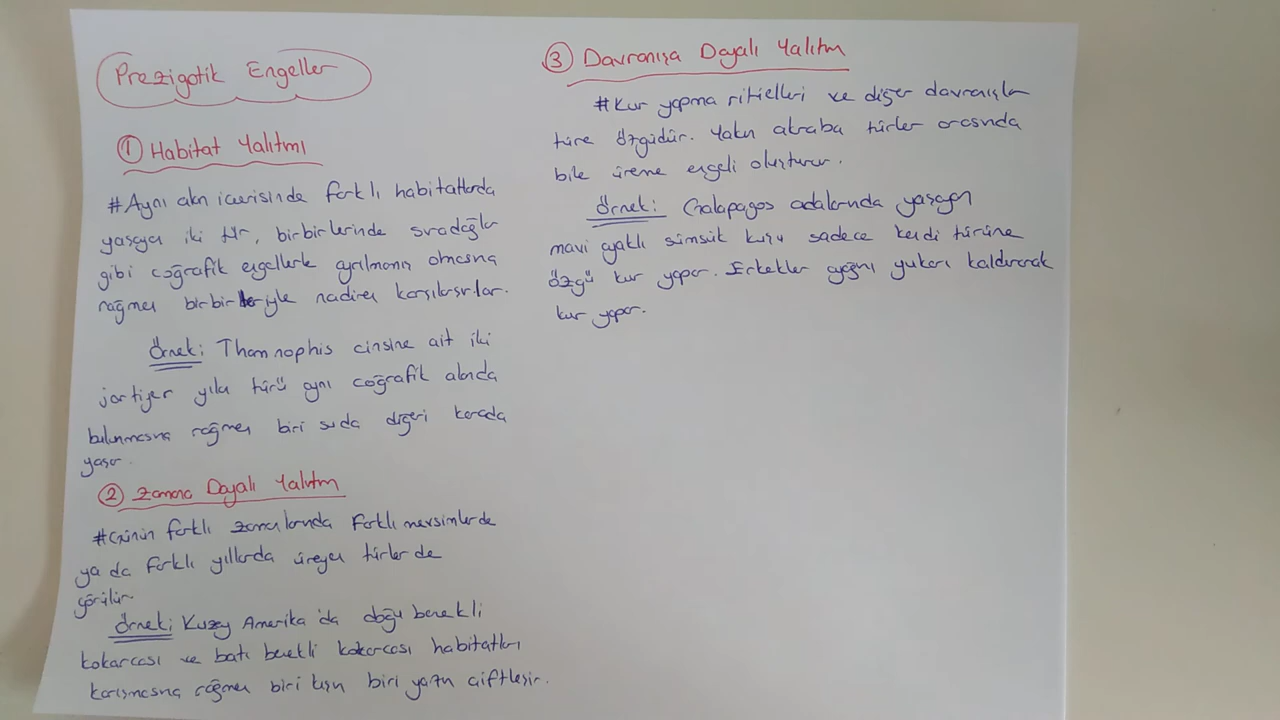 Prezigotik Engeller
① Habitat Yalıtımı
#Aynı alan içerisinde farklı habitatlarda
yaşayan iki tür, birbirlerinde sıradağlar
gibi coğrafik engellerle ayrılmamış olmasına
rağmen birbirleriyle nadiren karşılaşırlar.
Örnek: Thamnophis cinsine ait iki
jartiyer yılan türü aynı coğrafik alanda
bulunmasına rağmen biri suda diğeri karada
yaşar.
② Zamana Dayalı Yalıtım
#Günün farklı zamanlarında farklı mevsimlerde
ya da farklı yıllarda üreyen türlerde
görülür.
Örnek: Kuzey Amerika'da doğu benekli
kokarcası ve batı benekli kokarcası habitatları
karışmasına rağmen biri kışın biri yazın çiftleşir.
③ Davranışa Dayalı Yalıtım
#Kur yapma ritüelleri ve diğer davranışlar
türe özgüdür. Yakın akraba türler arasında
bile üreme engeli oluşturur.
Örnek: Galapagos adalarında yaşayan
mavi ayaklı sümsük kuşu sadece kendi türüne
özgü kur yapar. Erkekler ayağını yukarı kaldırarak
kur yapar.